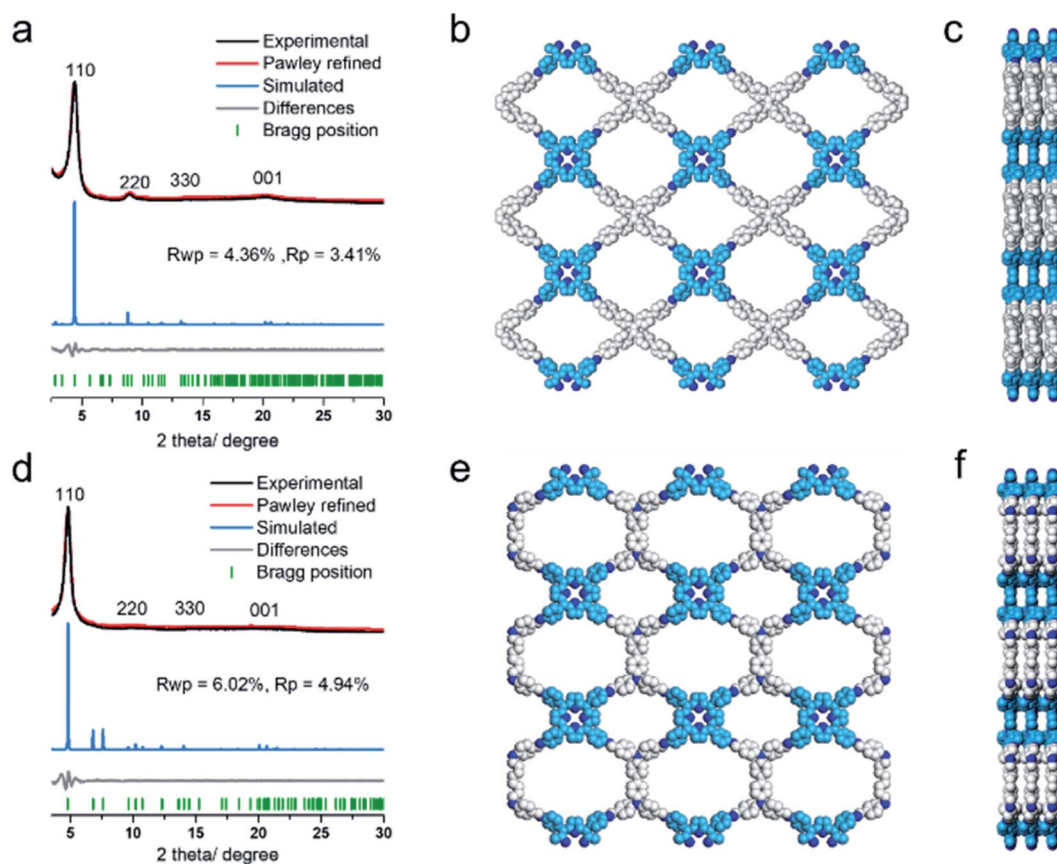 a
Experimental
Pawley refined
Simulated
Differences
Bragg position
110
220 330 001
Rwp = 4.36% ,Rp = 3.41%
5 10 15 20 25 30
2 theta/ degree
b
c
d
Experimental
Pawley refined
Simulated
Differences
Bragg position
110
220 330 001
Rwp = 6.02%, Rp = 4.94%
5 10 15 20 25 30
2 theta/ degree
e
f